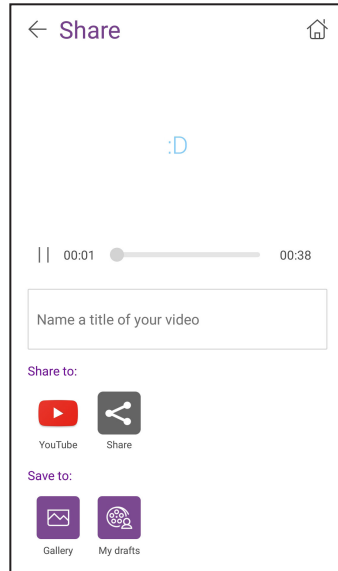 Share
:D
00:01 00:38
Name a title of your video
Share to:
YouTube Share
Save to:
Gallery My drafts